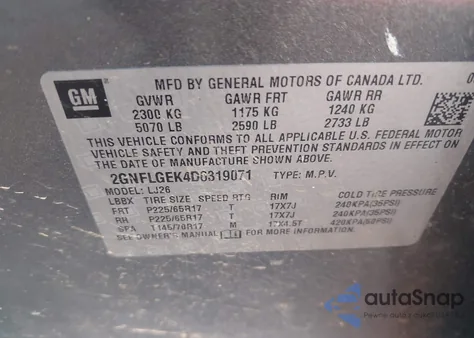 GM
MFD BY GENERAL MOTORS OF CANADA LTD.
GVWR GAWR FRT GAWR RR
2300 KG 1175 KG 1240 KG
5070 LB 2590 LB 2733 LB
THIS VEHICLE CONFORMS TO ALL APPLICABLE U.S. FEDERAL MOTOR
VEHICLE SAFETY AND THEFT PREVENTION STANDARDS IN EFFECT ON
THE DATE OF MANUFACTURE SHOWN ABOVE.
2GNFLGEK4D6319071 TYPE: M.P.V.
MODEL: LJ26
LBBX TIRE SIZE SPEED RTG RIM COLD TIRE PRESSURE
FRT P225/65R17 T 17X7J 240KPA(35PSI)
RR P225/65R17 T 17X7J 240KPA(35PSI)
SPA T145/70R17 M 17X4.5T 420KPA(60PSI)
SEE OWNER'S MANUAL FOR MORE INFORMATION.
autoSnap